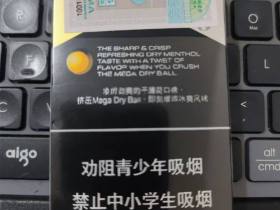 1001
THE SHARP & CRISP
REFRESHING DRY MENTHOL
TASTE WITH A TWIST OF
FLAVOR WHEN YOU CRUSH
THE MEGA DRY BALL.
挤压Mega Dry Ball
aigo
劝阻青少年吸烟
禁止中小学生吸烟